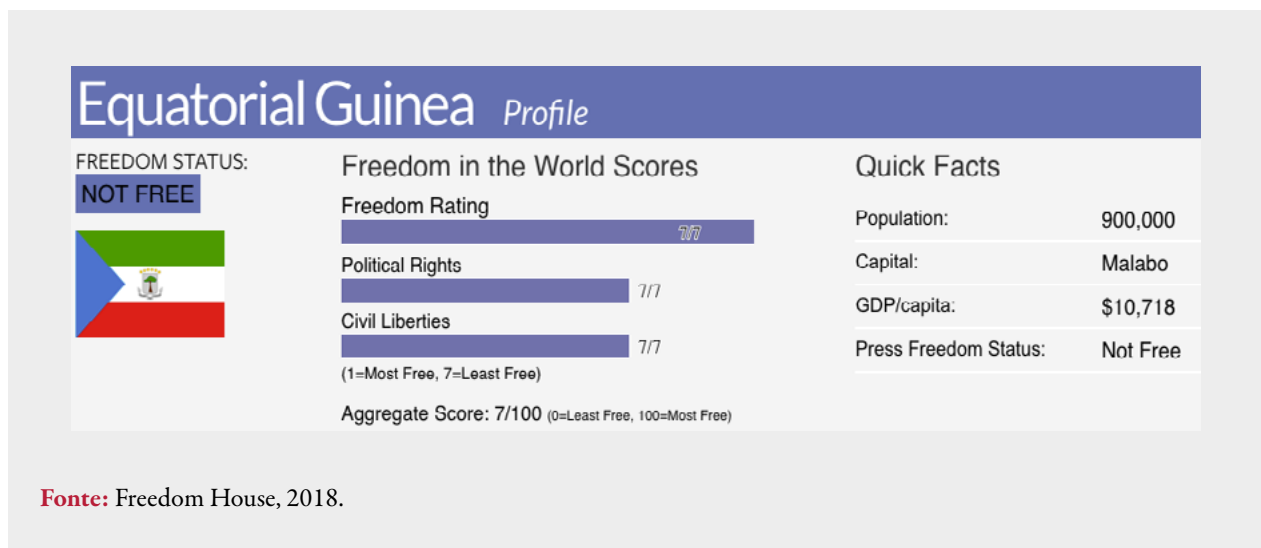 Equatorial Guinea Profile
FREEDOM STATUS:
NOT FREE
Freedom in the World Scores
Freedom Rating
7/7
Political Rights
7/7
Civil Liberties
7/7
(1=Most Free, 7=Least Free)
Aggregate Score: 7/100 (0=Least Free, 100=Most Free)
Quick Facts
Population: 900,000
Capital: Malabo
GDP/capita: $10,718
Press Freedom Status: Not Free
Fonte: Freedom House, 2018.